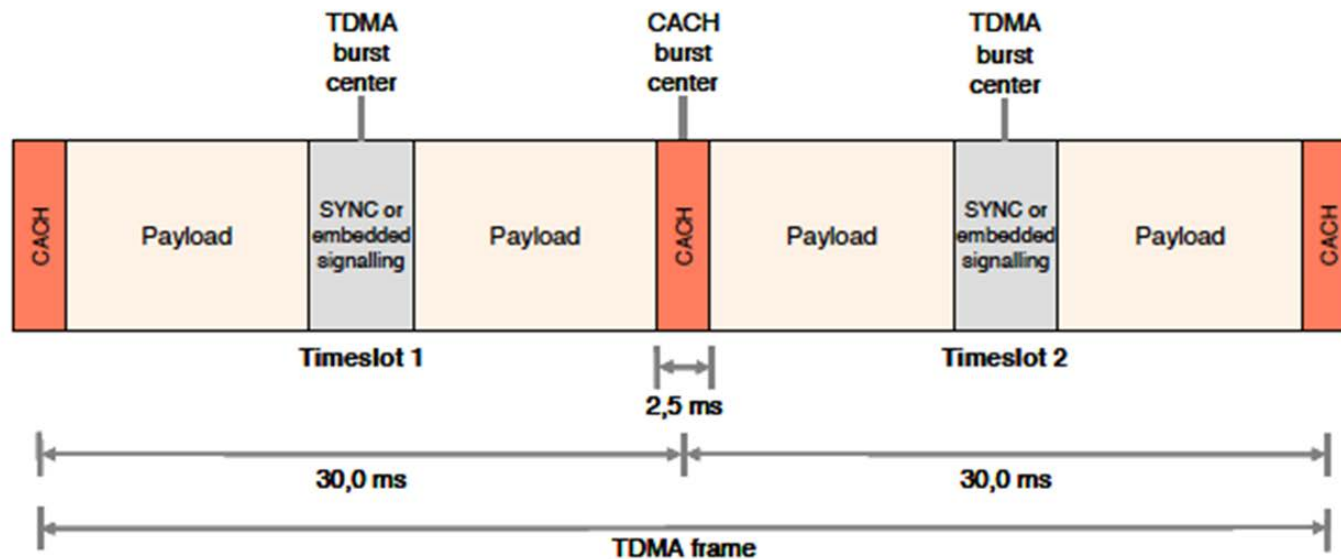 TDMA
burst
center
CACH
burst
center
TDMA
burst
center
CACH
Payload
SYNC or
embedded
signalling
Payload
CACH
Payload
SYNC or
embedded
signalling
Payload
CACH
Timeslot 1
Timeslot 2
2,5 ms
30,0 ms
30,0 ms
TDMA frame